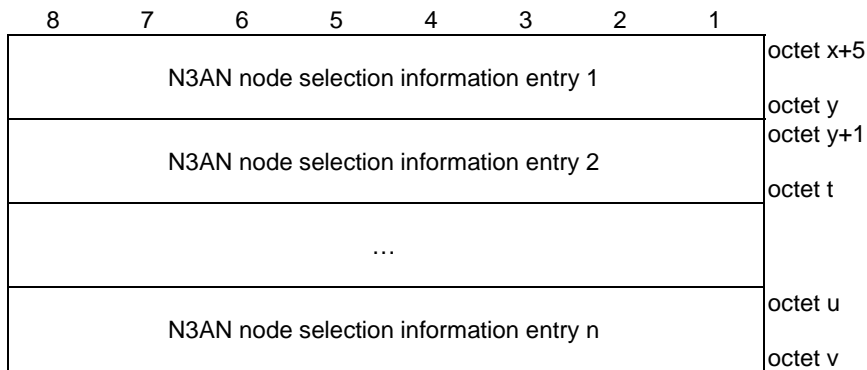 8 7 6 5 4 3 2 1
octet x+5
N3AN node selection information entry 1
octet y
octet y+1
N3AN node selection information entry 2
octet t
…
octet u
N3AN node selection information entry n
octet v